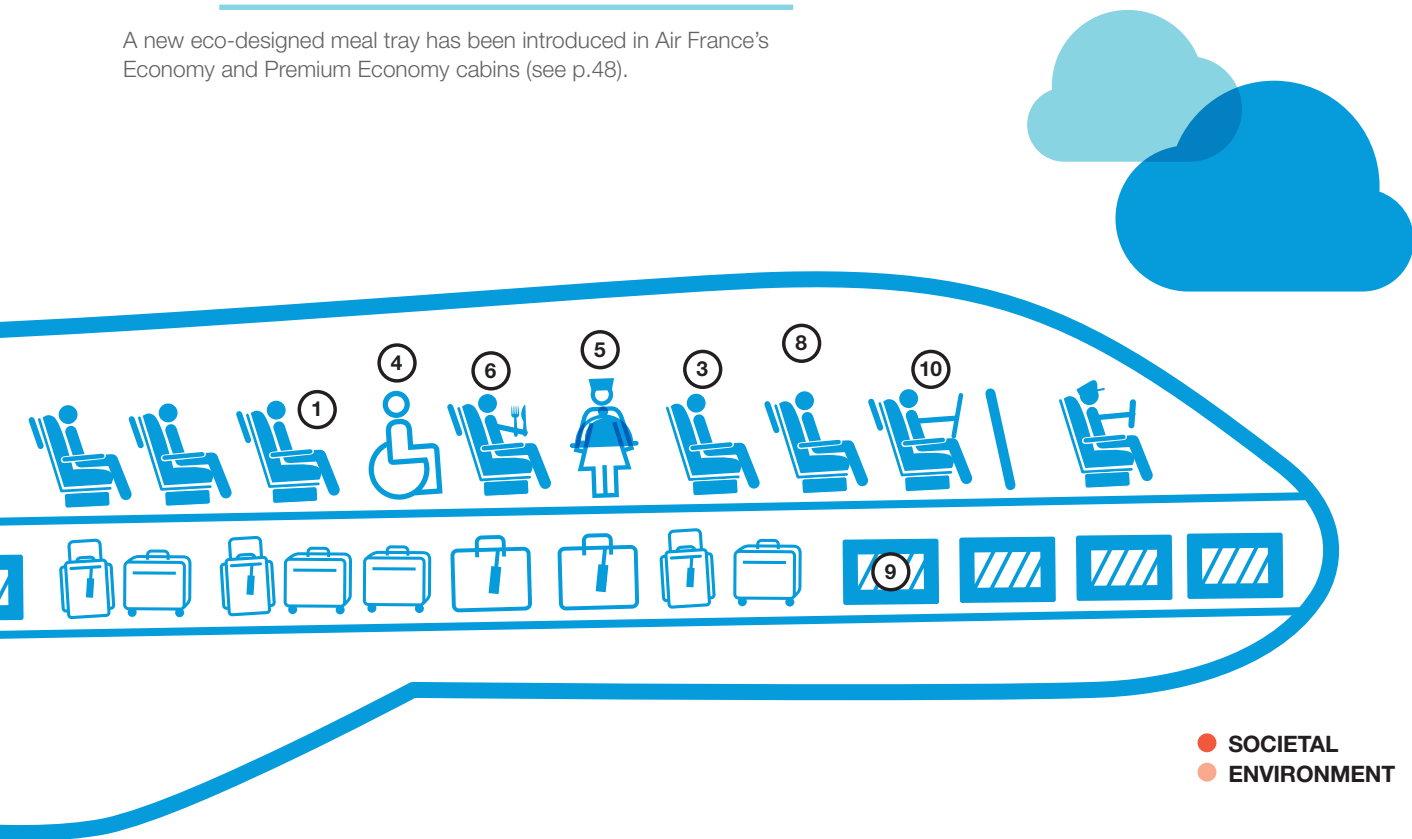 A new eco-designed meal tray has been introduced in Air France's
Economy and Premium Economy cabins (see p.48).
5
8
4
6
3
10
1
9
SOCIETAL
ENVIRONMENT